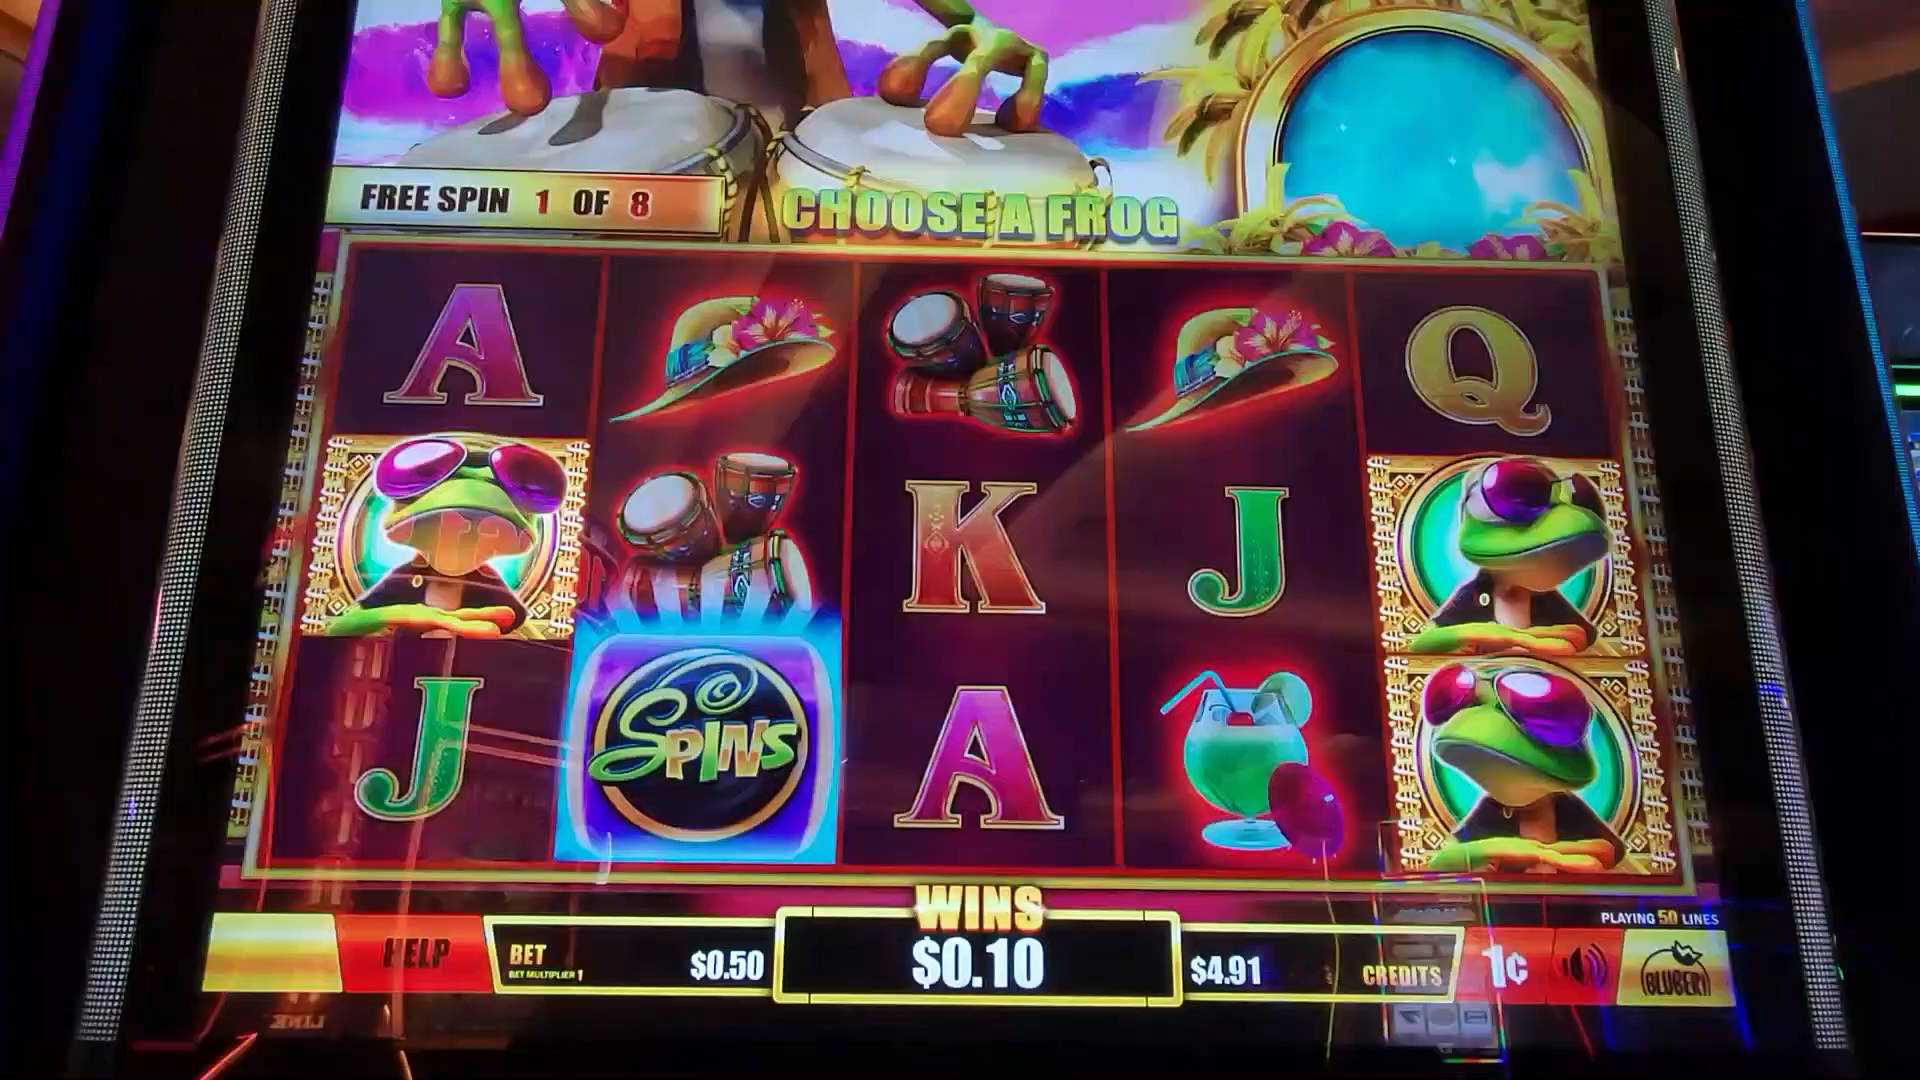 FREE SPIN 1 OF 8
CHOOSE A FROG
A
Q
K
J
J
SPINS
A
WINS
PLAYING 50 LINES
HELP
BET
BET MULTIPLIER 1
$0.50
$0.10
$4.91
CREDITS
1¢
BLUBERI